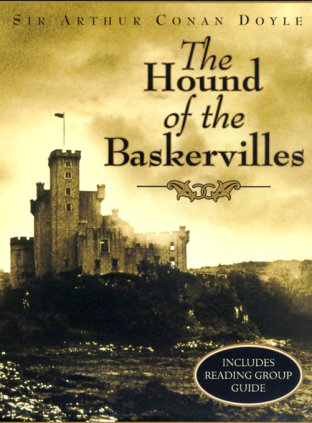 SIR ARTHUR CONAN DOYLE
The
Hound
of the
Baskervilles
INCLUDES
READING GROUP
GUIDE